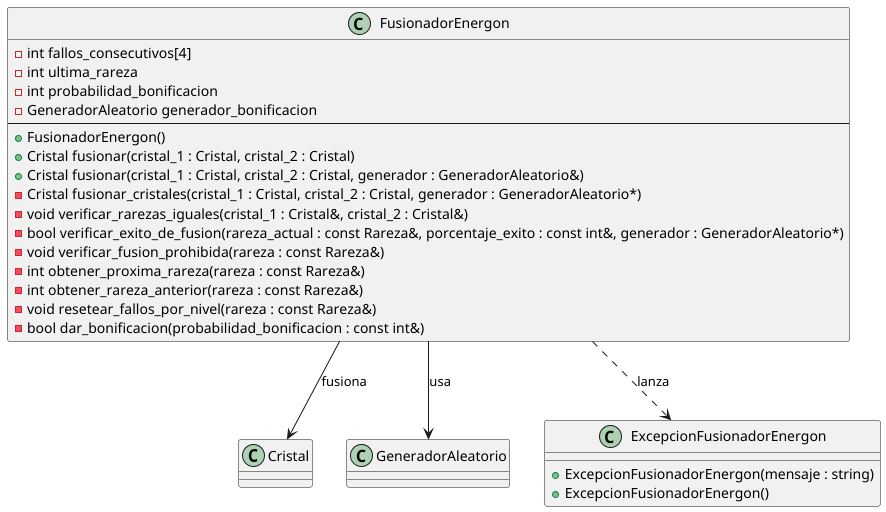 C FusionadorEnergon
int fallos_consecutivos[4]
int ultima_rareza
int probabilidad_bonificacion
GeneradorAleatorio generador_bonificacion
FusionadorEnergon()
Cristal fusionar(cristal_1 : Cristal, cristal_2 : Cristal)
Cristal fusionar(cristal_1 : Cristal, cristal_2 : Cristal, generador : GeneradorAleatorio&)
Cristal fusionar_cristales(cristal_1 : Cristal, cristal_2 : Cristal, generador : GeneradorAleatorio*)
void verificar_rarezas_iguales(cristal_1 : Cristal&, cristal_2 : Cristal&)
bool verificar_exito_de_fusion(rareza_actual : const Rareza&, porcentaje_exito : const int&, generador : GeneradorAleatorio*)
void verificar_fusion_prohibida(rareza : const Rareza&)
int obtener_proxima_rareza(rareza : const Rareza&)
int obtener_rareza_anterior(rareza : const Rareza&)
void resetear_fallos_por_nivel(rareza : const Rareza&)
bool dar_bonificacion(probabilidad_bonificacion : const int&)
fusiona
usa
lanza
C Cristal
C GeneradorAleatorio
C ExcepcionFusionadorEnergon
ExcepcionFusionadorEnergon(mensaje : string)
ExcepcionFusionadorEnergon()